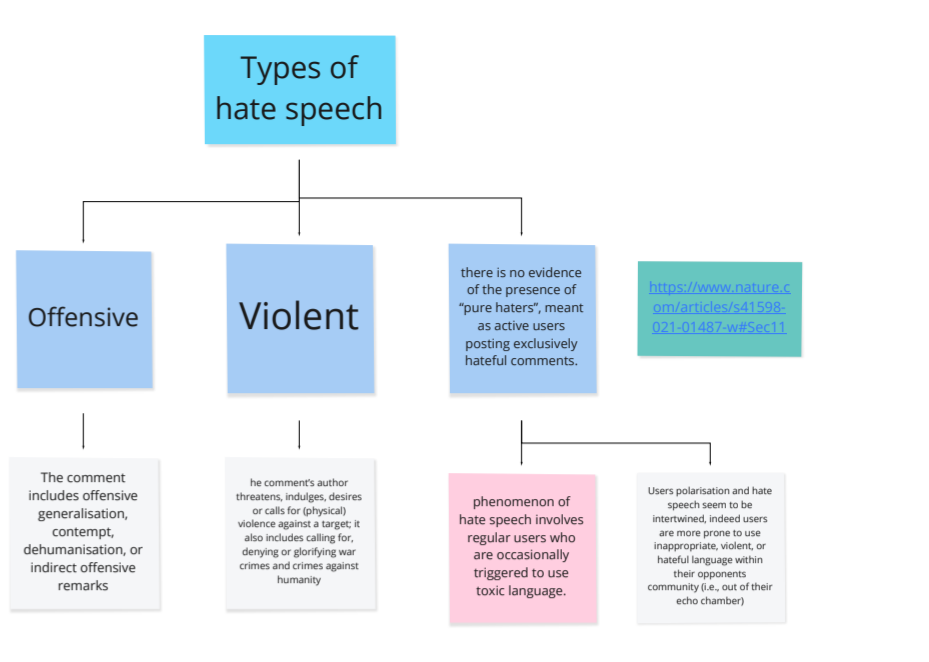 Types of
hate speech
Offensive
Violent
there is no evidence
of the presence of
“pure haters”, meant
as active users
posting exclusively
hateful comments.
https://www.nature.c
om/articles/s41598-
021-01487-w#Sec11
The comment
includes offensive
generalisation,
contempt,
dehumanisation, or
indirect offensive
remarks
he comment’s author
threatens, indulges, desires
or calls for (physical)
violence against a target; it
also includes calling for,
denying or glorifying war
crimes and crimes against
humanity
phenomenon of
hate speech involves
regular users who
are occasionally
triggered to use
toxic language.
Users polarisation and hate
speech seem to be
intertwined, indeed users
are more prone to use
inappropriate, violent, or
hateful language within
their opponents
community (i.e., out of their
echo chamber)